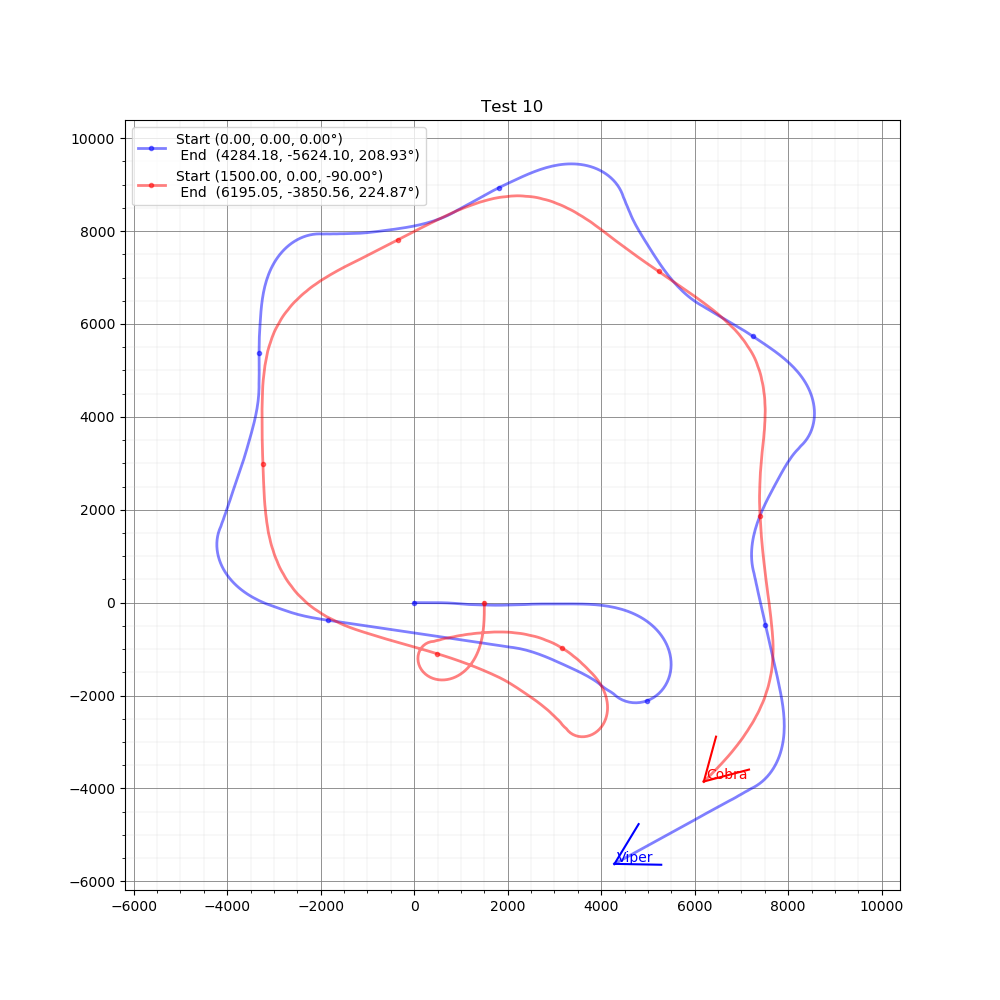 Test 10
Start (0.00, 0.00, 0.00°)
End (4284.18, -5624.10, 208.93°)
Start (1500.00, 0.00, -90.00°)
End (6195.05, -3850.56, 224.87°)
10000
8000
6000
4000
2000
0
−2000
−4000
−6000
Cobra
Viper
−6000 −4000 −2000 0 2000 4000 6000 8000 10000